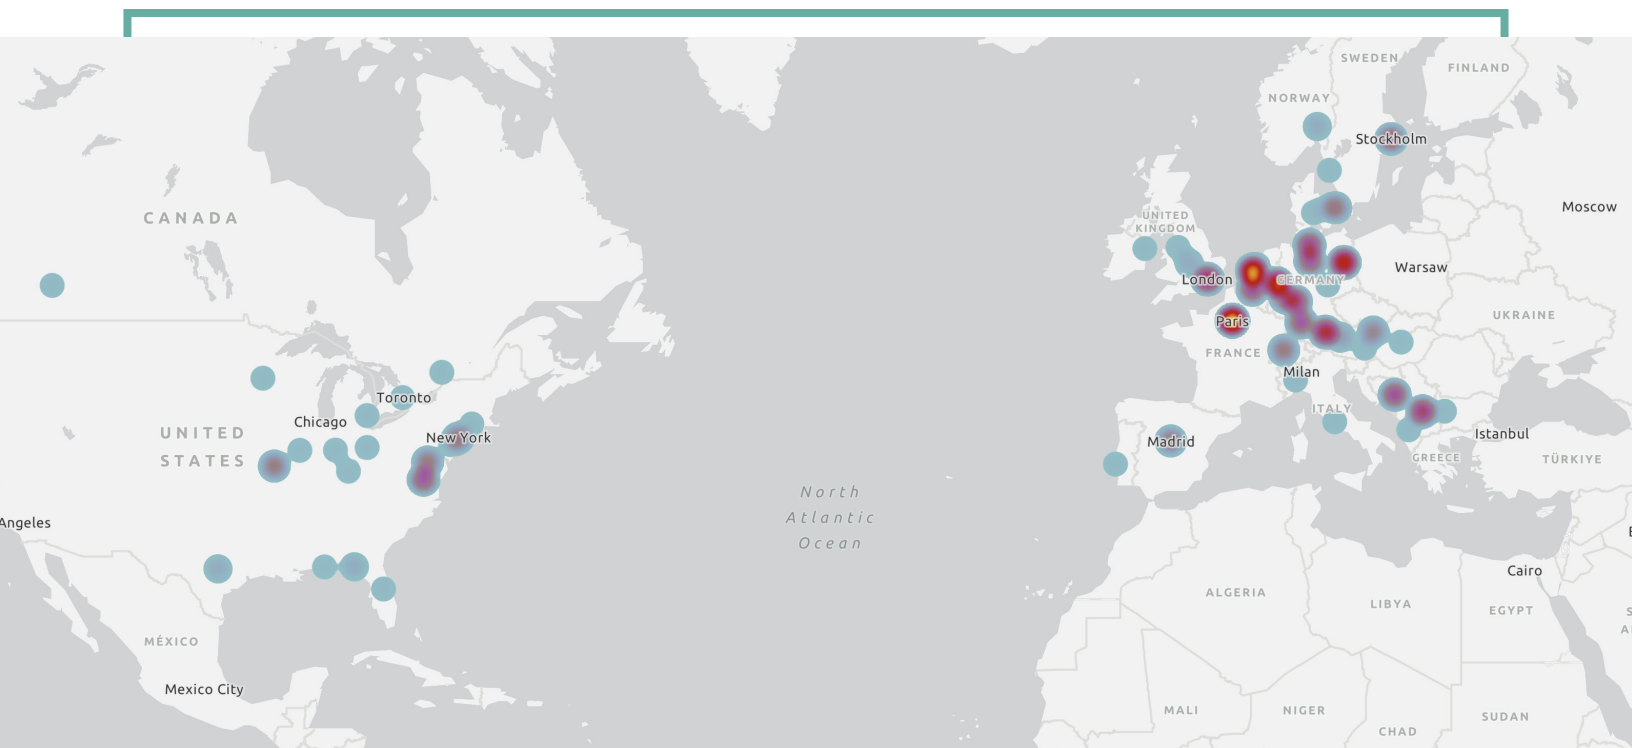 SWEDEN
FINLAND
NORWAY
Stockholm
Moscow
CANADA
UNITED
KINGDOM
London
GERMANY
Warsaw
Paris
UKRAINE
FRANCE
Milan
Toronto
Chicago
ITALY
UNITED
STATES
New York
Madrid
Istanbul
GREECE
TÜRKIYE
North
Atlantic
Ocean
Angeles
Cairo
ALGERIA
LIBYA
EGYPT
MÉXICO
Mexico City
MALI
NIGER
SUDAN
CHAD